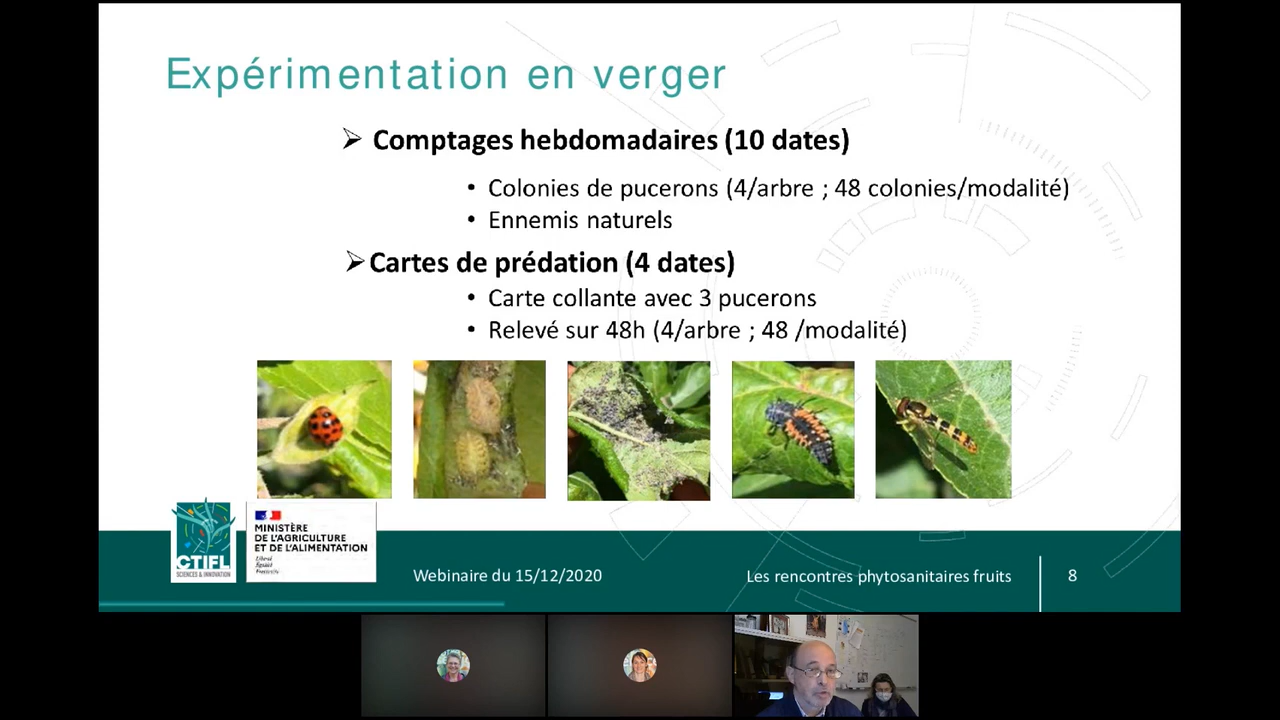 Expérimentation en verger
➢ Comptages hebdomadaires (10 dates)
• Colonies de pucerons (4/arbre ; 48 colonies/modalité)
• Ennemis naturels
➢ Cartes de prédation (4 dates)
• Carte collante avec 3 pucerons
• Relevé sur 48h (4/arbre ; 48 /modalité)
CTIFL
SCIENCES & INNOVATION
MINISTÈRE
DE L'AGRICULTURE
ET DE L'ALIMENTATION
Liberté
Égalité
Fraternité
Webinaire du 15/12/2020
Les rencontres phytosanitaires fruits
8